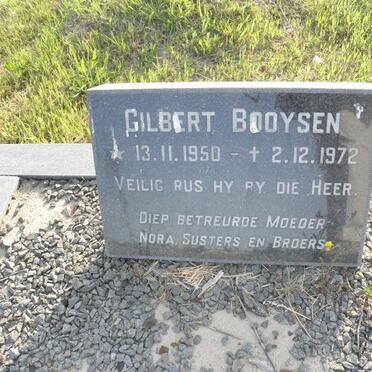 GILBERT BOOYSEN
★ 13.11.1950 - ✝ 2.12.1972
VEILIG RUS HY BY DIE HEER.
DIEP BETREURDE MOEDER
NORA, SUSTERS EN BROERS